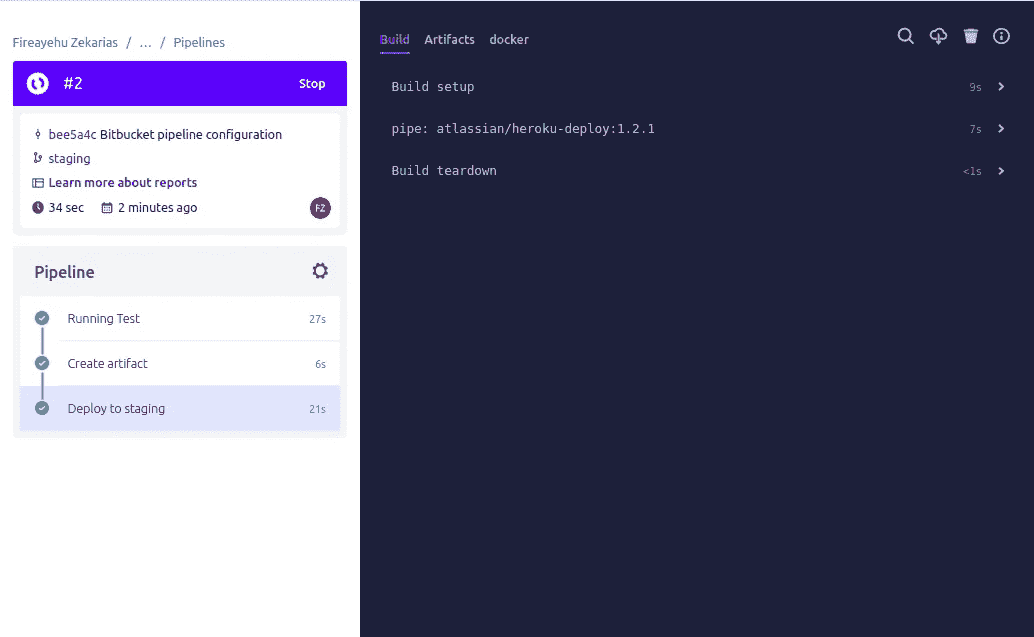 Fireayehu Zekarias / ... / Pipelines
#2 Stop
bee5a4c Bitbucket pipeline configuration
staging
Learn more about reports
34 sec 2 minutes ago FZ
Pipeline
Running Test 27s
Create artifact 6s
Deploy to staging 21s
Build Artifacts docker
Build setup 9s
pipe: atlassian/heroku-deploy:1.2.1 7s
Build teardown <1s